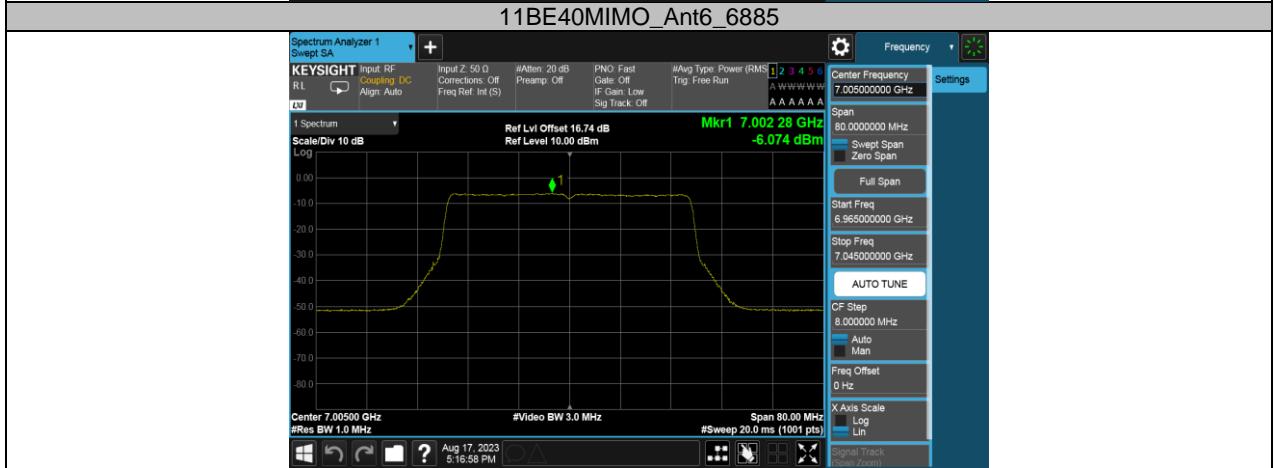 11BE40MIMO_Ant6_6885
Spectrum Analyzer 1
Swept SA
+
Frequency
KEYSIGHT
RL
LXI
Input: RF
Coupling: DC
Align: Auto
Input Z: 50 Ω
Corrections: Off
Freq Ref: Int (S)
#Atten: 20 dB
Preamp: Off
PNO: Fast
Gate: Off
IF Gain: Low
Sig Track: Off
#Avg Type: Power (RMS
Trig: Free Run
1 2 3 4 5 6
A W W W W W
A A A A A A
Center Frequency
7.005000000 GHz
Settings
1 Spectrum
Scale/Div 10 dB
Log
Ref Lvl Offset 16.74 dB
Ref Level 10.00 dBm
Mkr1 7.002 28 GHz
-6.074 dBm
Span
80.0000000 MHz
Swept Span
Zero Span
Full Span
Start Freq
6.965000000 GHz
Stop Freq
7.045000000 GHz
AUTO TUNE
CF Step
8.000000 MHz
Auto
Man
Freq Offset
0 Hz
X Axis Scale
Log
Lin
Signal Track
(Span Zoom)
1
0.00
-10.0
-20.0
-30.0
-40.0
-50.0
-60.0
-70.0
-80.0
Center 7.00500 GHz
#Res BW 1.0 MHz
#Video BW 3.0 MHz
Span 80.00 MHz
#Sweep 20.0 ms (1001 pts)
?
Aug 17, 2023
5:16:58 PM